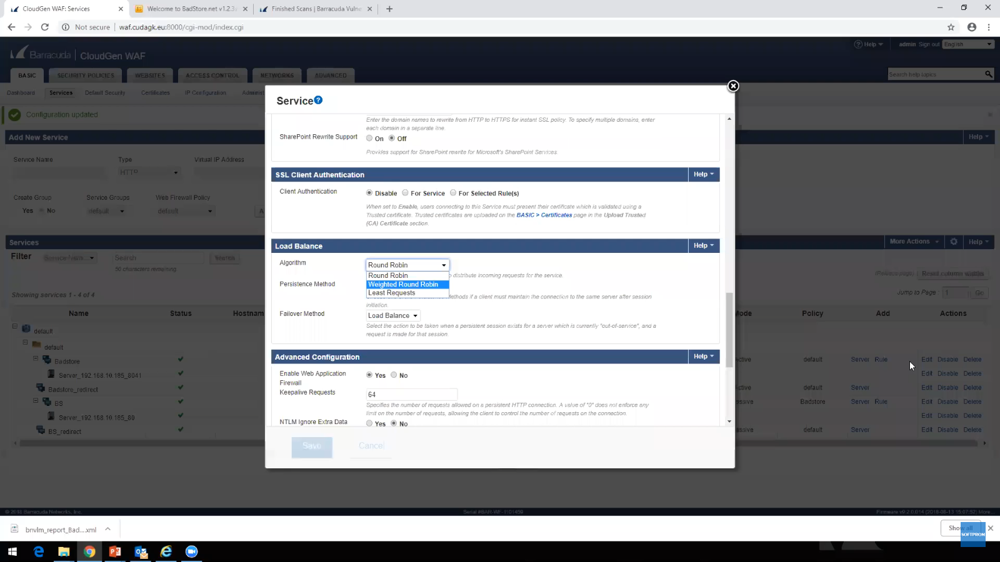 CloudGen WAF: Services
Welcome to BadStore.net v1.2.3
Finished Scans | Barracuda Vulne
Not secure
waf.cudagk.eu:8000/cgi-mod/index.cgi
Barracuda CloudGen WAF
Help
admin Sign out English
BASIC SECURITY POLICIES WEBSITES ACCESS CONTROL NETWORKS ADVANCED
Search help topics
Dashboard Services Default Security Certificates IP Configuration
Configuration updated
Add New Service
Help
Service Name Type Virtual IP Address
HTTP
Create Group Service Groups Web Firewall Policy
Yes No default default
Services
More Actions Help
Filter Search Search
50 characters remaining.
Reset column widths
Showing services 1 - 4 of 4
Jump to Page : 1 Go
Name Status Hostnam
Mode Policy Add Actions
default
default
Badstore
default Server Rule Edit Disable Delete
Server_192.168.10.185_8041
Edit Disable Delete
Badstore_redirect
default Server Edit Disable Delete
BS
Badstore Server Rule Edit Disable Delete
Server_192.168.10.185_80
Edit Disable Delete
BS_redirect
default Server Edit Disable Delete
Service
Enter the domain names to rewrite from HTTP to HTTPS for instant SSL policy. To specify multiple domains, enter
each domain in a separate line.
SharePoint Rewrite Support
On Off
Provides support for SharePoint rewrite for Microsoft's SharePoint Services.
SSL Client Authentication
Help
Client Authentication
Disable For Service For Selected Rule(s)
When set to Enable, users connecting to this Service must present their certificate which is validated using a
Trusted certificate. Trusted certificates are uploaded on the BASIC > Certificates page in the Upload Trusted
(CA) Certificate section.
Load Balance
Help
Algorithm
Round Robin
Round Robin
Weighted Round Robin
Least Requests
distribute incoming requests for the service.
Persistence Method
if a client must maintain the connection to the same server after session
initiation.
Failover Method
Load Balance
Select the action to be taken when a persistent session exists for a server which is currently "out-of-service", and a
request is made for that session.
Advanced Configuration
Help
Enable Web Application
Firewall
Yes No
Keepalive Requests
64
Specifies the number of requests allowed on a persistent HTTP connection. A value of "0" does not enforce any
limit on the number of requests, allowing the client to control the number of requests on the connection.
NTLM Ignore Extra Data
Yes No
Save
Cancel
© 2018 Barracuda Networks, Inc.
Serial #BAR-WF-1101459
Firmware v9.2.0.014 (2018-08-13 15:07:52) More...
bnvlm_report_Bad....xml
Show all
SOFTPROM